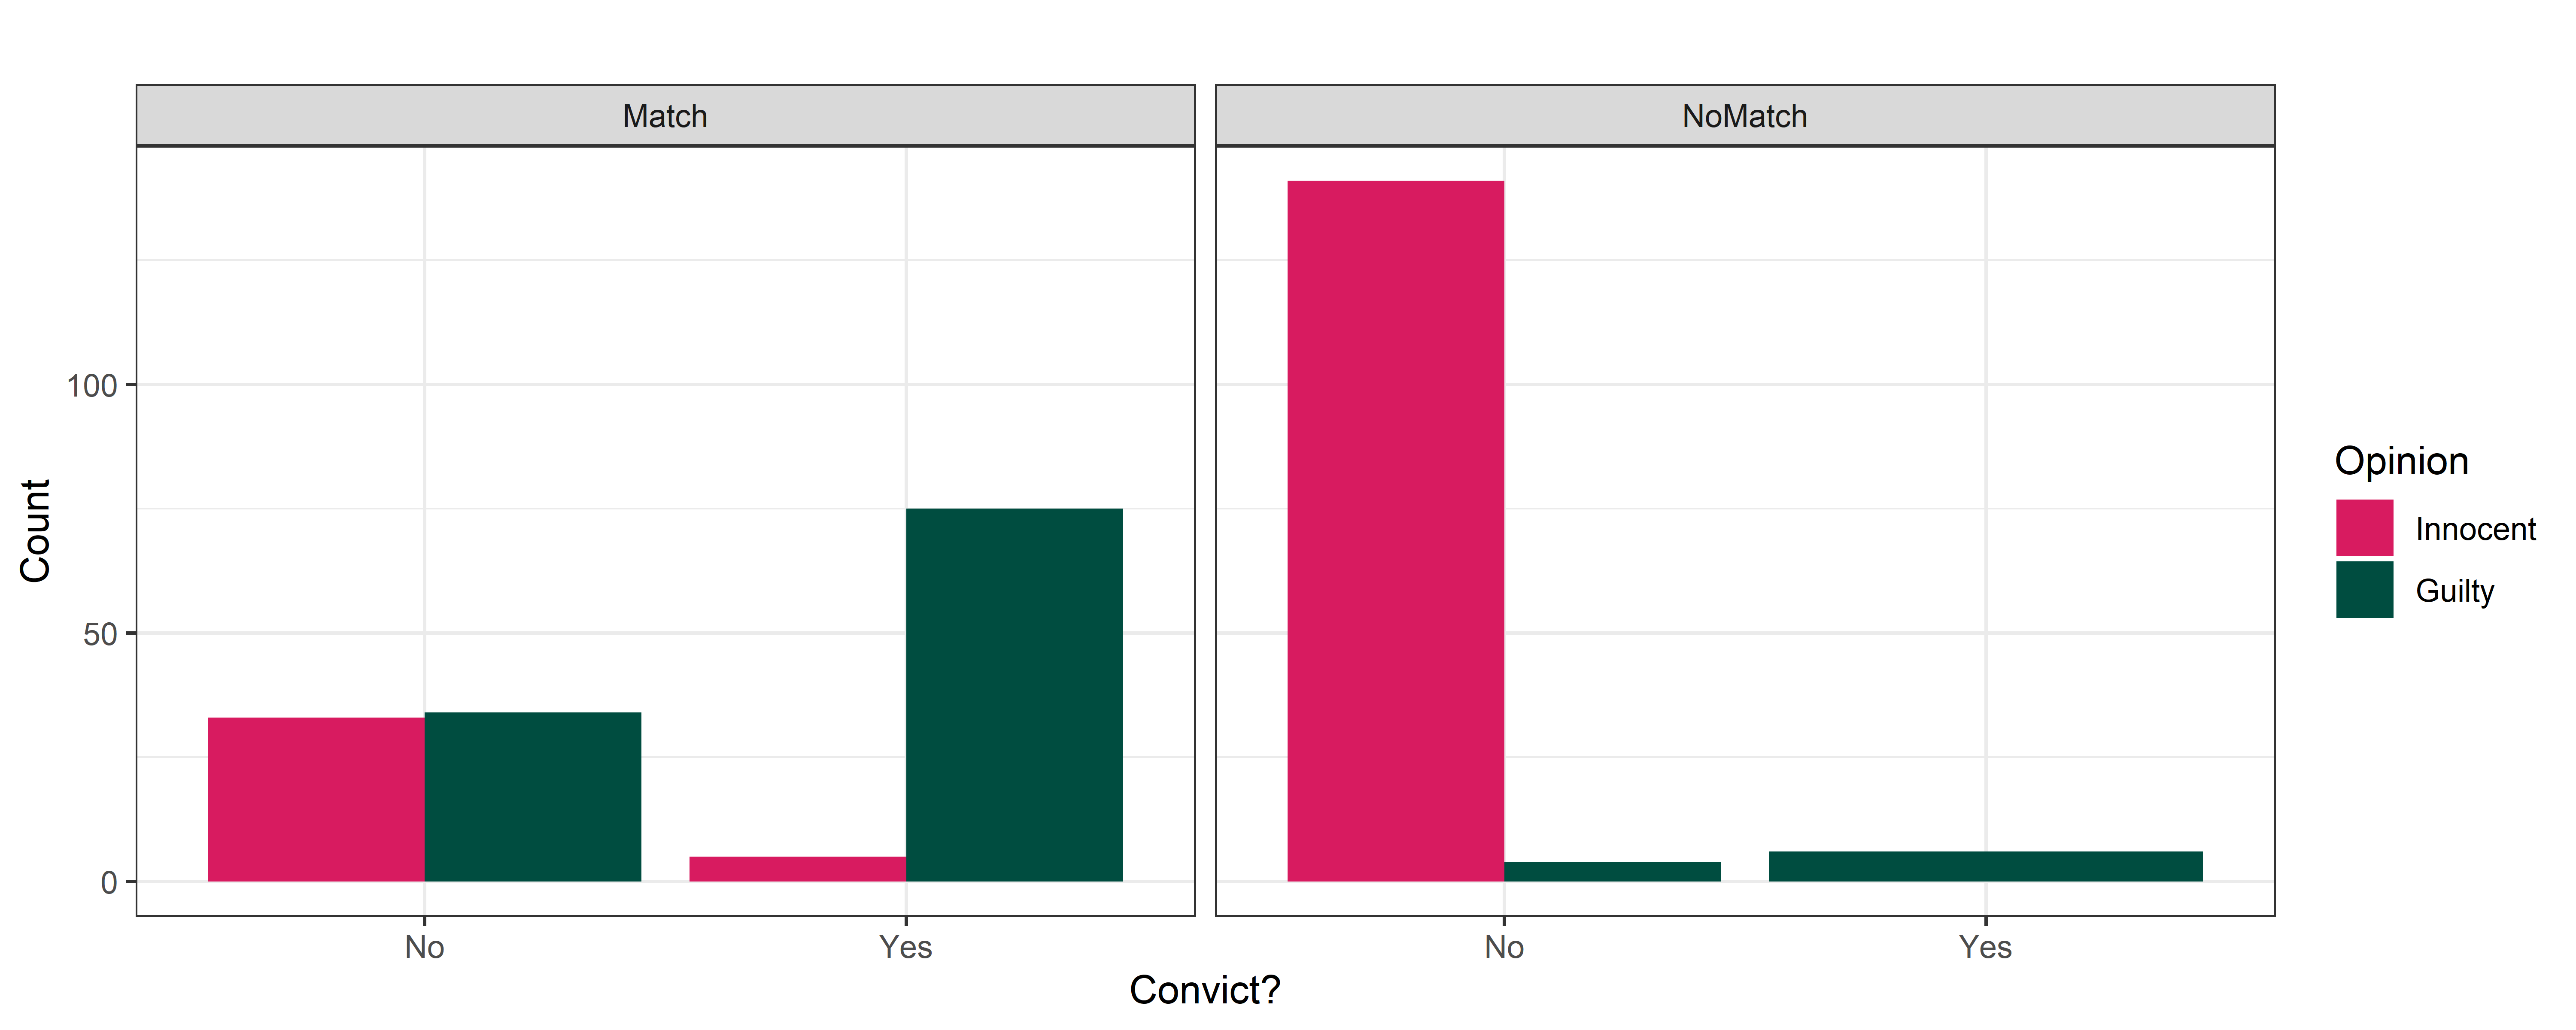 Match
NoMatch
100
50
0
Count
No
Yes
No
Yes
Convict?
Opinion
Innocent
Guilty